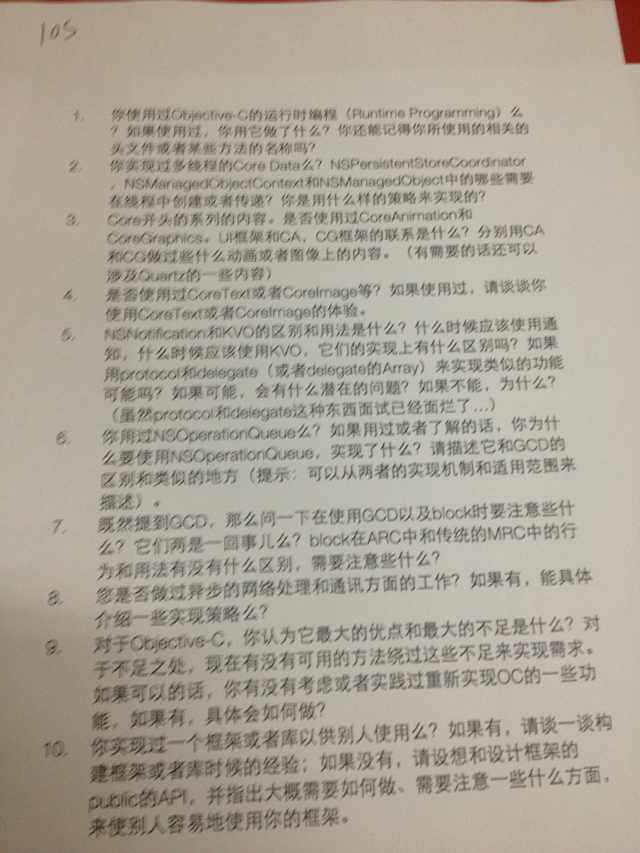 ios
1. 你使用过Objective-C的运行时编程（Runtime Programming）么
？如果使用过，你用它做了什么？你还能记得你所使用的相关的
头文件或者某些方法的名称吗？
2. 你实现过多线程的Core Data么？NSPersistentStoreCoordinator
，NSManagedObjectContext和NSManagedObject中的哪些需要
在线程中创建或者传递？你是用什么样的策略来实现的？
3. Core开头的系列的内容。是否使用过CoreAnimation和
CoreGraphics。UI框架和CA，CG框架的联系是什么？分别用CA
和CG做过些什么动画或者图像上的内容。（有需要的话还可以
涉及Quartz的一些内容）
4. 是否使用过CoreText或者CoreImage等？如果使用过，请谈谈你
使用CoreText或者CoreImage的体验。
5. NSNotification和KVO的区别和用法是什么？什么时候应该使用通
知，什么时候应该使用KVO，它们的实现上有什么区别吗？如果
用protocol和delegate（或者delegate的Array）来实现类似的功能
可能吗？如果可能，会有什么潜在的问题？如果不能，为什么？
（虽然protocol和delegate这种东西面试已经面烂了…）
6. 你用过NSOperationQueue么？如果用过或者了解的话，你为什
么要使用NSOperationQueue，实现了什么？请描述它和GCD的
区别和类似的地方（提示：可以从两者的实现机制和适用范围来
描述）。
7. 既然提到GCD，那么问一下在使用GCD以及block时要注意些什
么？它们两是一回事儿么？block在ARC中和传统的MRC中的行
为和用法有没有什么区别，需要注意些什么？
8. 您是否做过异步的网络处理和通讯方面的工作？如果有，能具体
介绍一些实现策略么？
9. 对于Objective-C，你认为它最大的优点和最大的不足是什么？对
于不足之处，现在有没有可用的方法绕过这些不足来实现需求。
如果可以的话，你有没有考虑或者实践过重新实现OC的一些功
能，如果有，具体会如何做？
10. 你实现过一个框架或者库以供别人使用么？如果有，请谈一谈构
建框架或者库时候的经验；如果没有，请设想和设计框架的
public的API，并指出大概需要如何做、需要注意一些什么方面，
来使别人容易地使用你的框架。